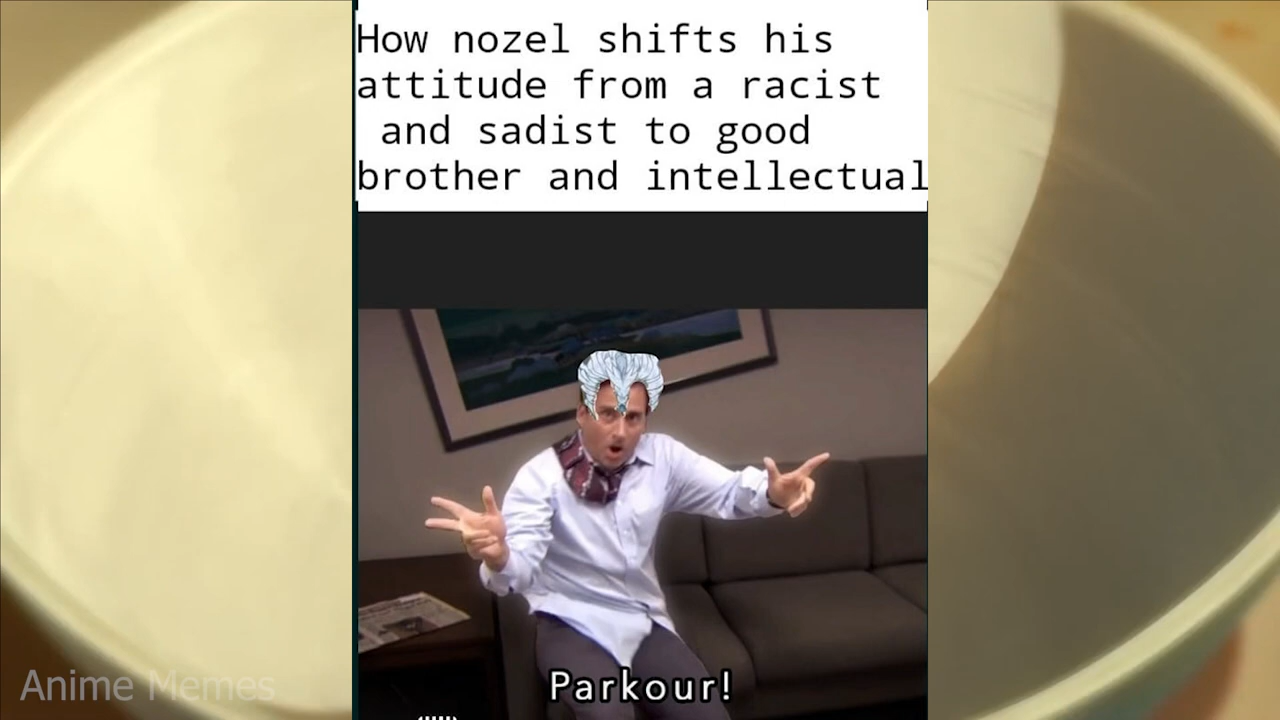 How nozel shifts his
attitude from a racist
and sadist to good
brother and intellectual
Parkour!
Anime Memes